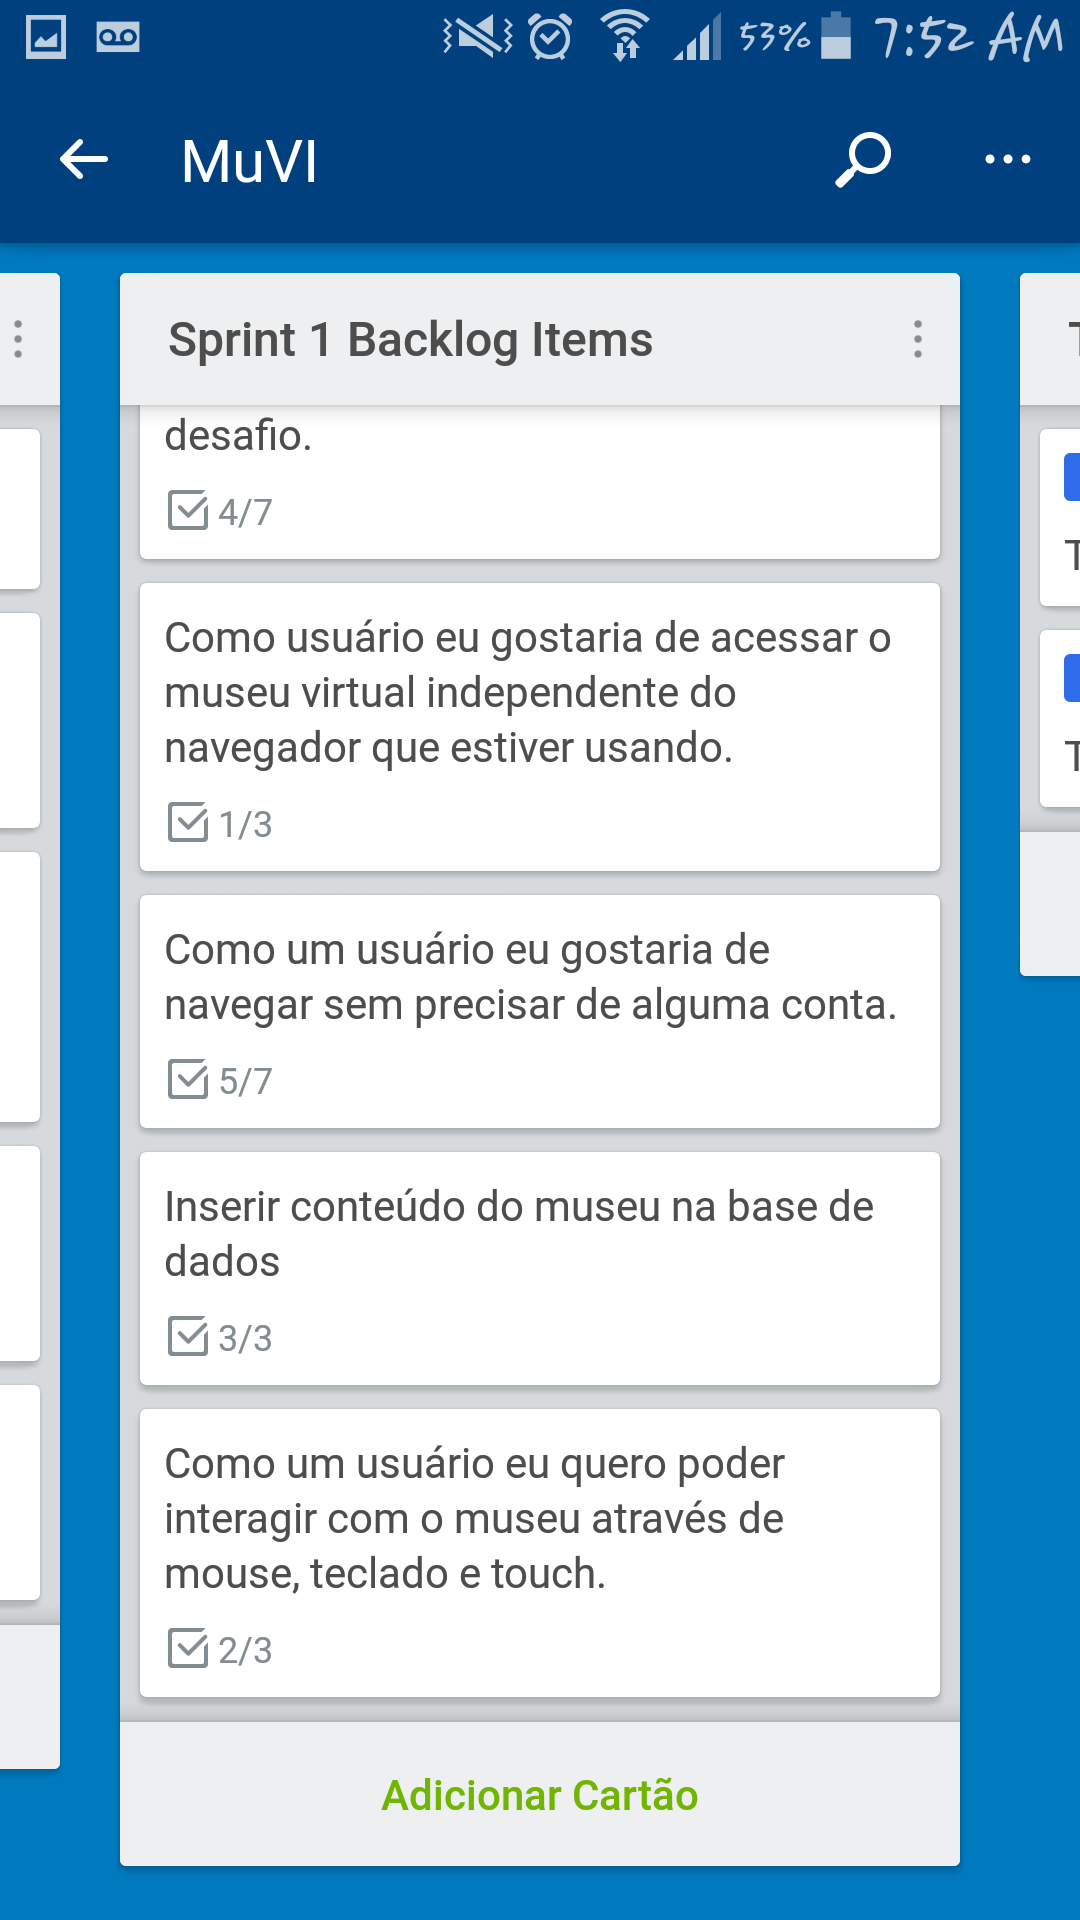 53% 7:52 AM
MuVI
Sprint 1 Backlog Items
desafio.
4/7
Como usuário eu gostaria de acessar o
museu virtual independente do
navegador que estiver usando.
1/3
Como um usuário eu gostaria de
navegar sem precisar de alguma conta.
5/7
Inserir conteúdo do museu na base de
dados
3/3
Como um usuário eu quero poder
interagir com o museu através de
mouse, teclado e touch.
2/3
Adicionar Cartão